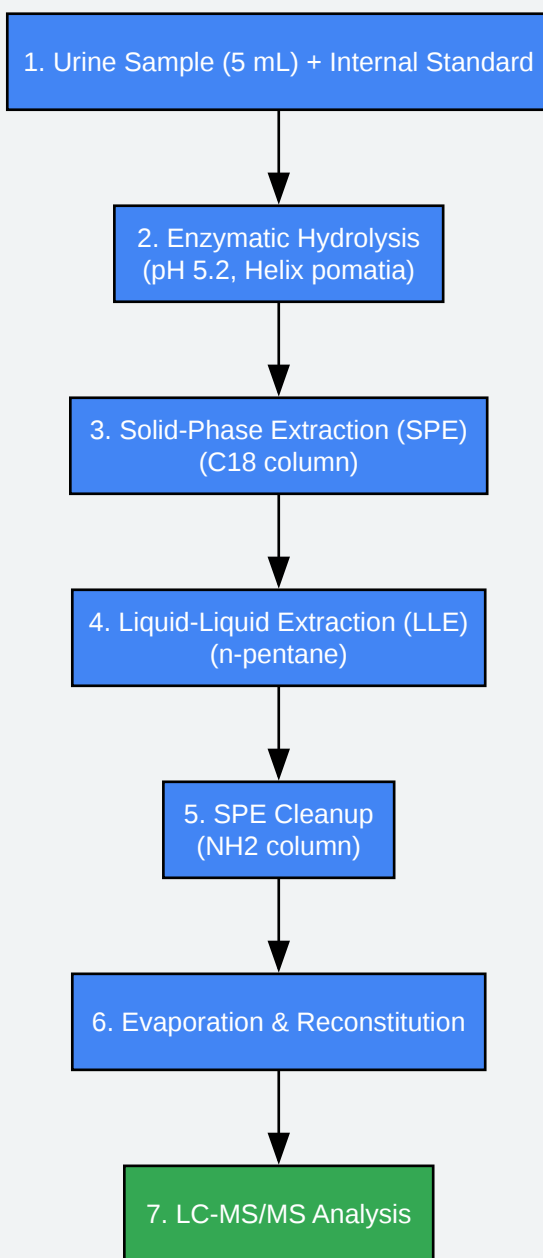 1. Urine Sample (5 mL) + Internal Standard
2. Enzymatic Hydrolysis
(pH 5.2, Helix pomatia)
3. Solid-Phase Extraction (SPE)
(C18 column)
4. Liquid-Liquid Extraction (LLE)
(n-pentane)
5. SPE Cleanup
(NH2 column)
6. Evaporation & Reconstitution
7. LC-MS/MS Analysis